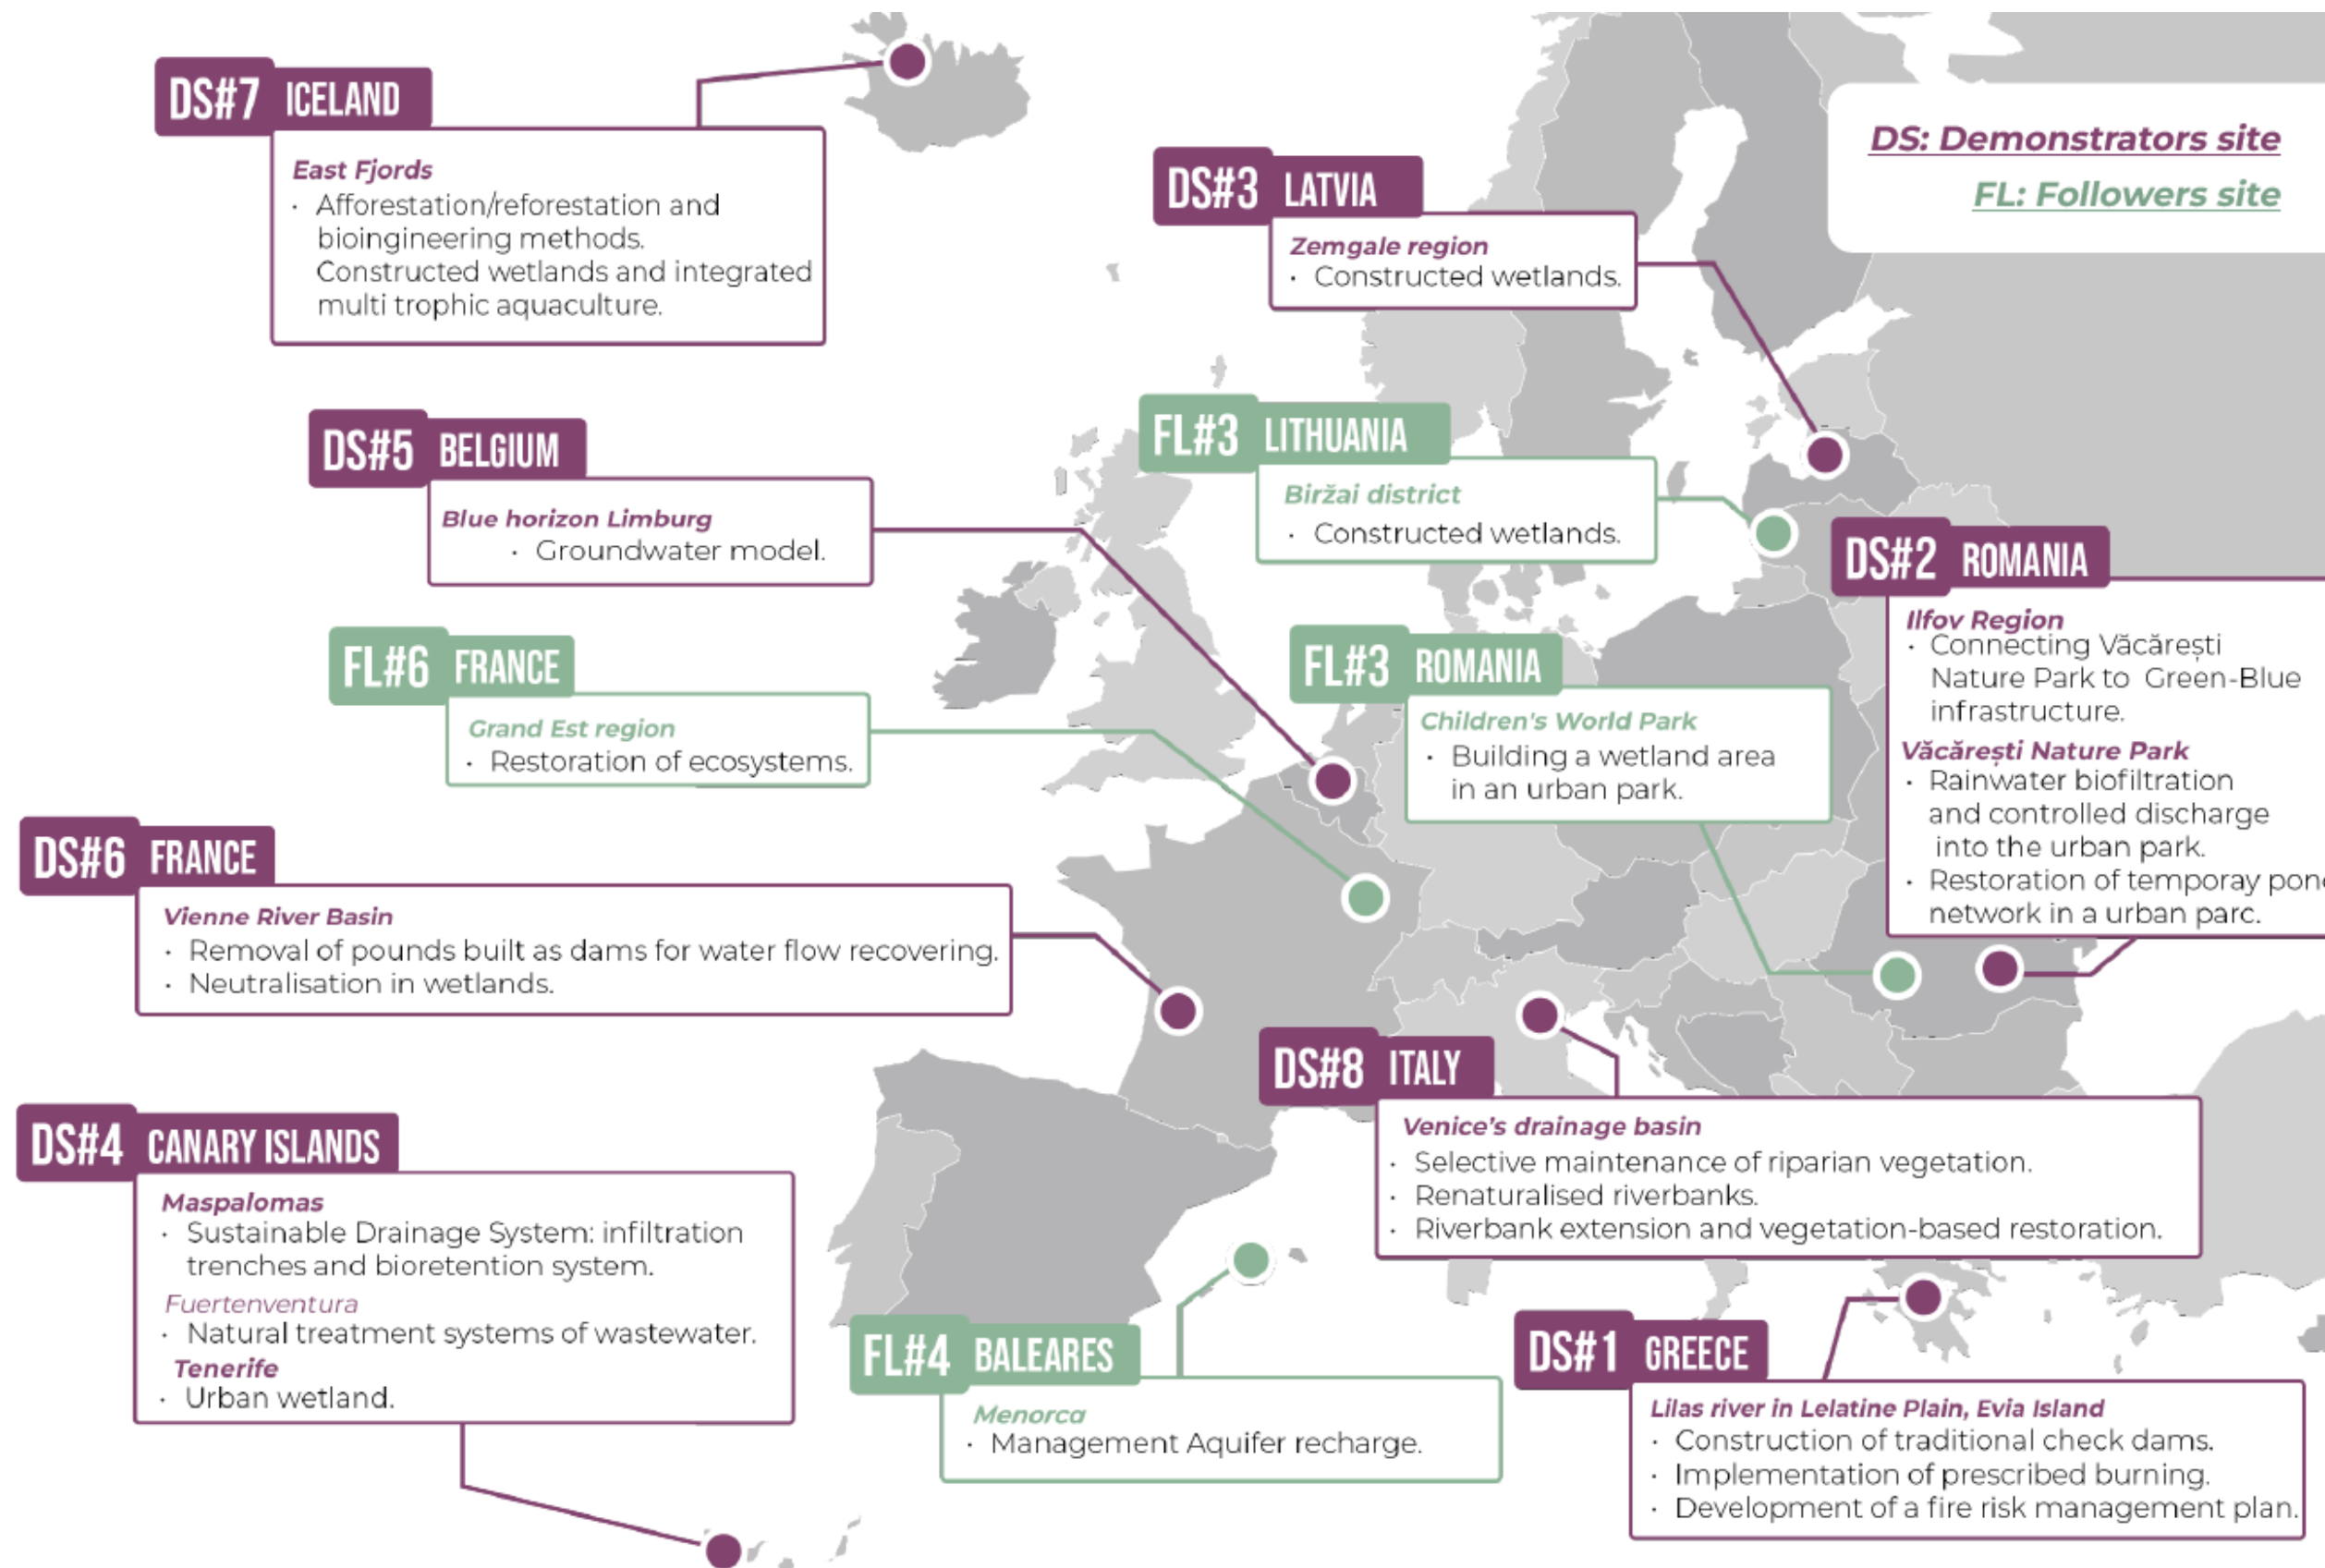 DS#7 ICELAND
East Fjords
· Afforestation/reforestation and
bioingineering methods.
Constructed wetlands and integrated
multi trophic aquaculture.
DS: Demonstrators site
FL: Followers site
DS#3 LATVIA
Zemgale region
· Constructed wetlands.
DS#5 BELGIUM
Blue horizon Limburg
· Groundwater model.
FL#3 LITHUANIA
Biržai district
· Constructed wetlands.
DS#2 ROMANIA
Ilfov Region
· Connecting Văcărești
Nature Park to Green-Blue
infrastructure.
Văcărești Nature Park
· Rainwater biofiltration
and controlled discharge
into the urban park.
· Restoration of temporay
network in a urban parc.
FL#6 FRANCE
Grand Est region
· Restoration of ecosystems.
FL#3 ROMANIA
Children's World Park
· Building a wetland area
in an urban park.
DS#6 FRANCE
Vienne River Basin
· Removal of pounds built as dams for water flow recovering.
· Neutralisation in wetlands.
DS#8 ITALY
Venice's drainage basin
· Selective maintenance of riparian vegetation.
· Renaturalised riverbanks.
· Riverbank extension and vegetation-based restoration.
DS#4 CANARY ISLANDS
Maspalomas
· Sustainable Drainage System: infiltration
trenches and bioretention system.
Fuertenventura
· Natural treatment systems of wastewater.
Tenerife
· Urban wetland.
FL#4 BALEARES
Menorca
· Management Aquifer recharge.
DS#1 GREECE
Lilas river in Lelatine Plain, Evia Island
· Construction of traditional check dams.
· Implementation of prescribed burning.
· Development of a fire risk management plan.